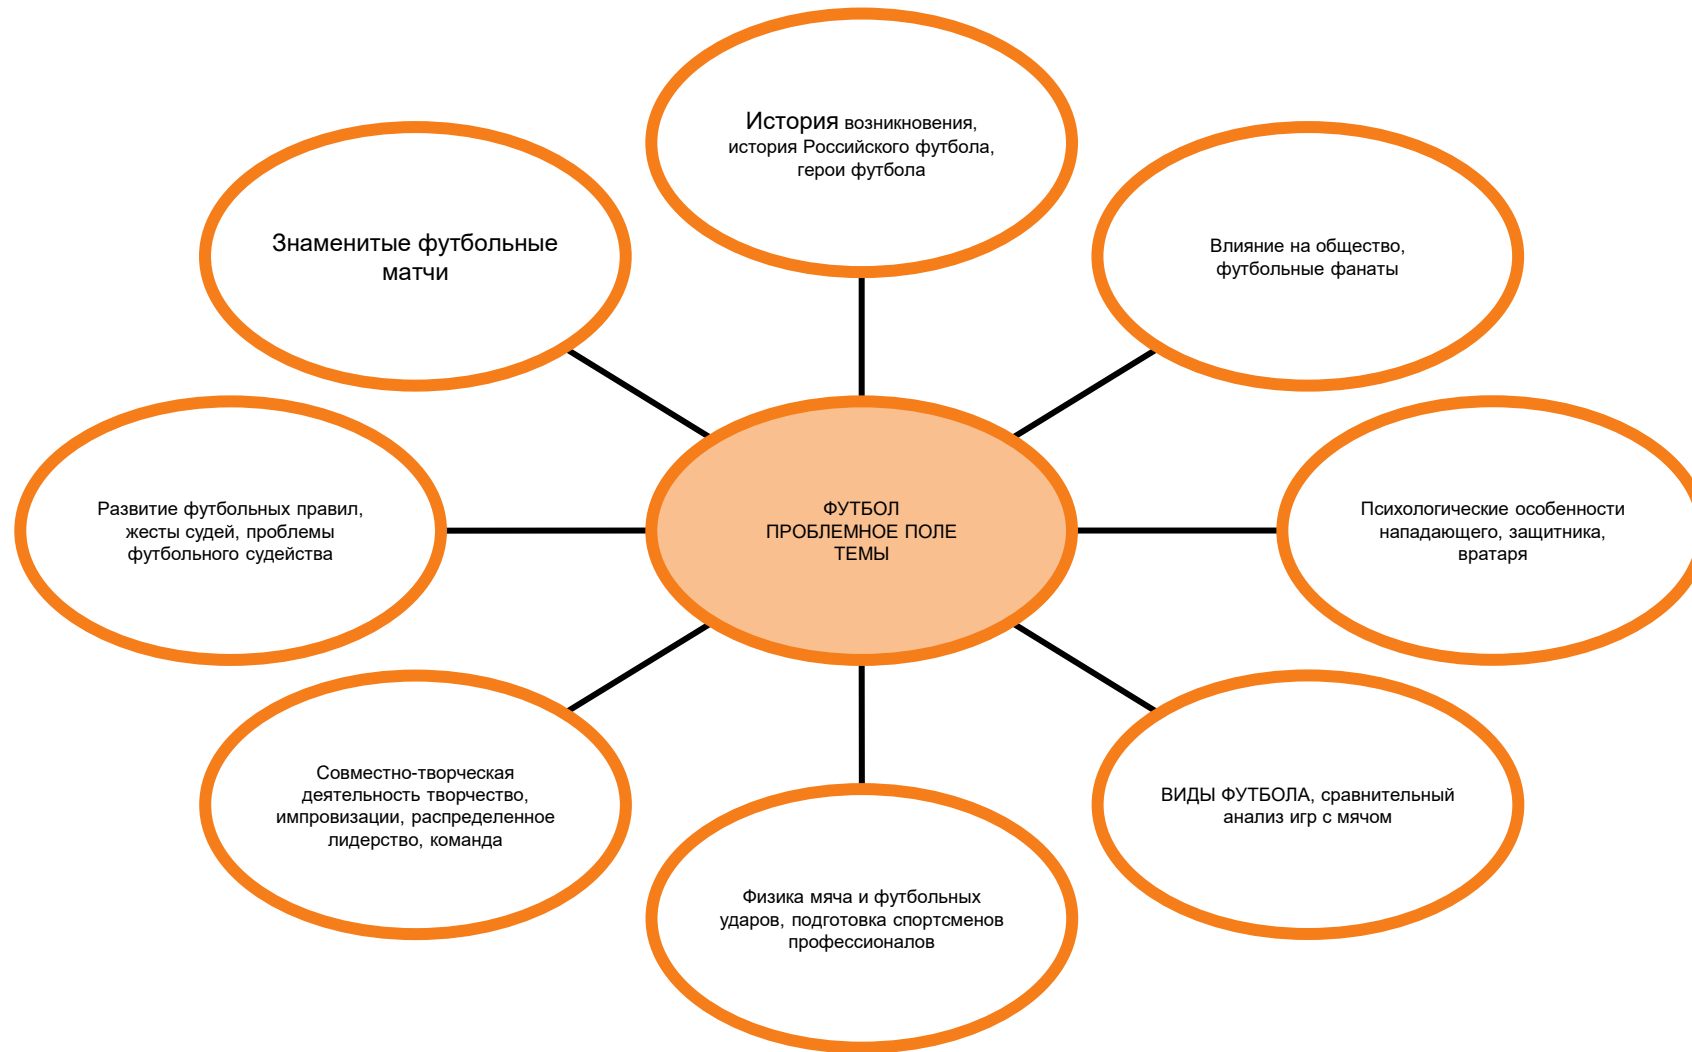 История возникновения,
история Российского футбола,
герои футбола
Знаменитые футбольные
матчи
Влияние на общество,
футбольные фанаты
Развитие футбольных правил,
жесты судей, проблемы
футбольного судейства
ФУТБОЛ
ПРОБЛЕМНОЕ ПОЛЕ
ТЕМЫ
Психологические особенности
нападающего, защитника,
вратаря
Совместно-творческая
деятельность творчество,
импровизации, распределенное
лидерство, команда
ВИДЫ ФУТБОЛА, сравнительный
анализ игр с мячом
Физика мяча и футбольных
ударов, подготовка спортсменов
профессионалов